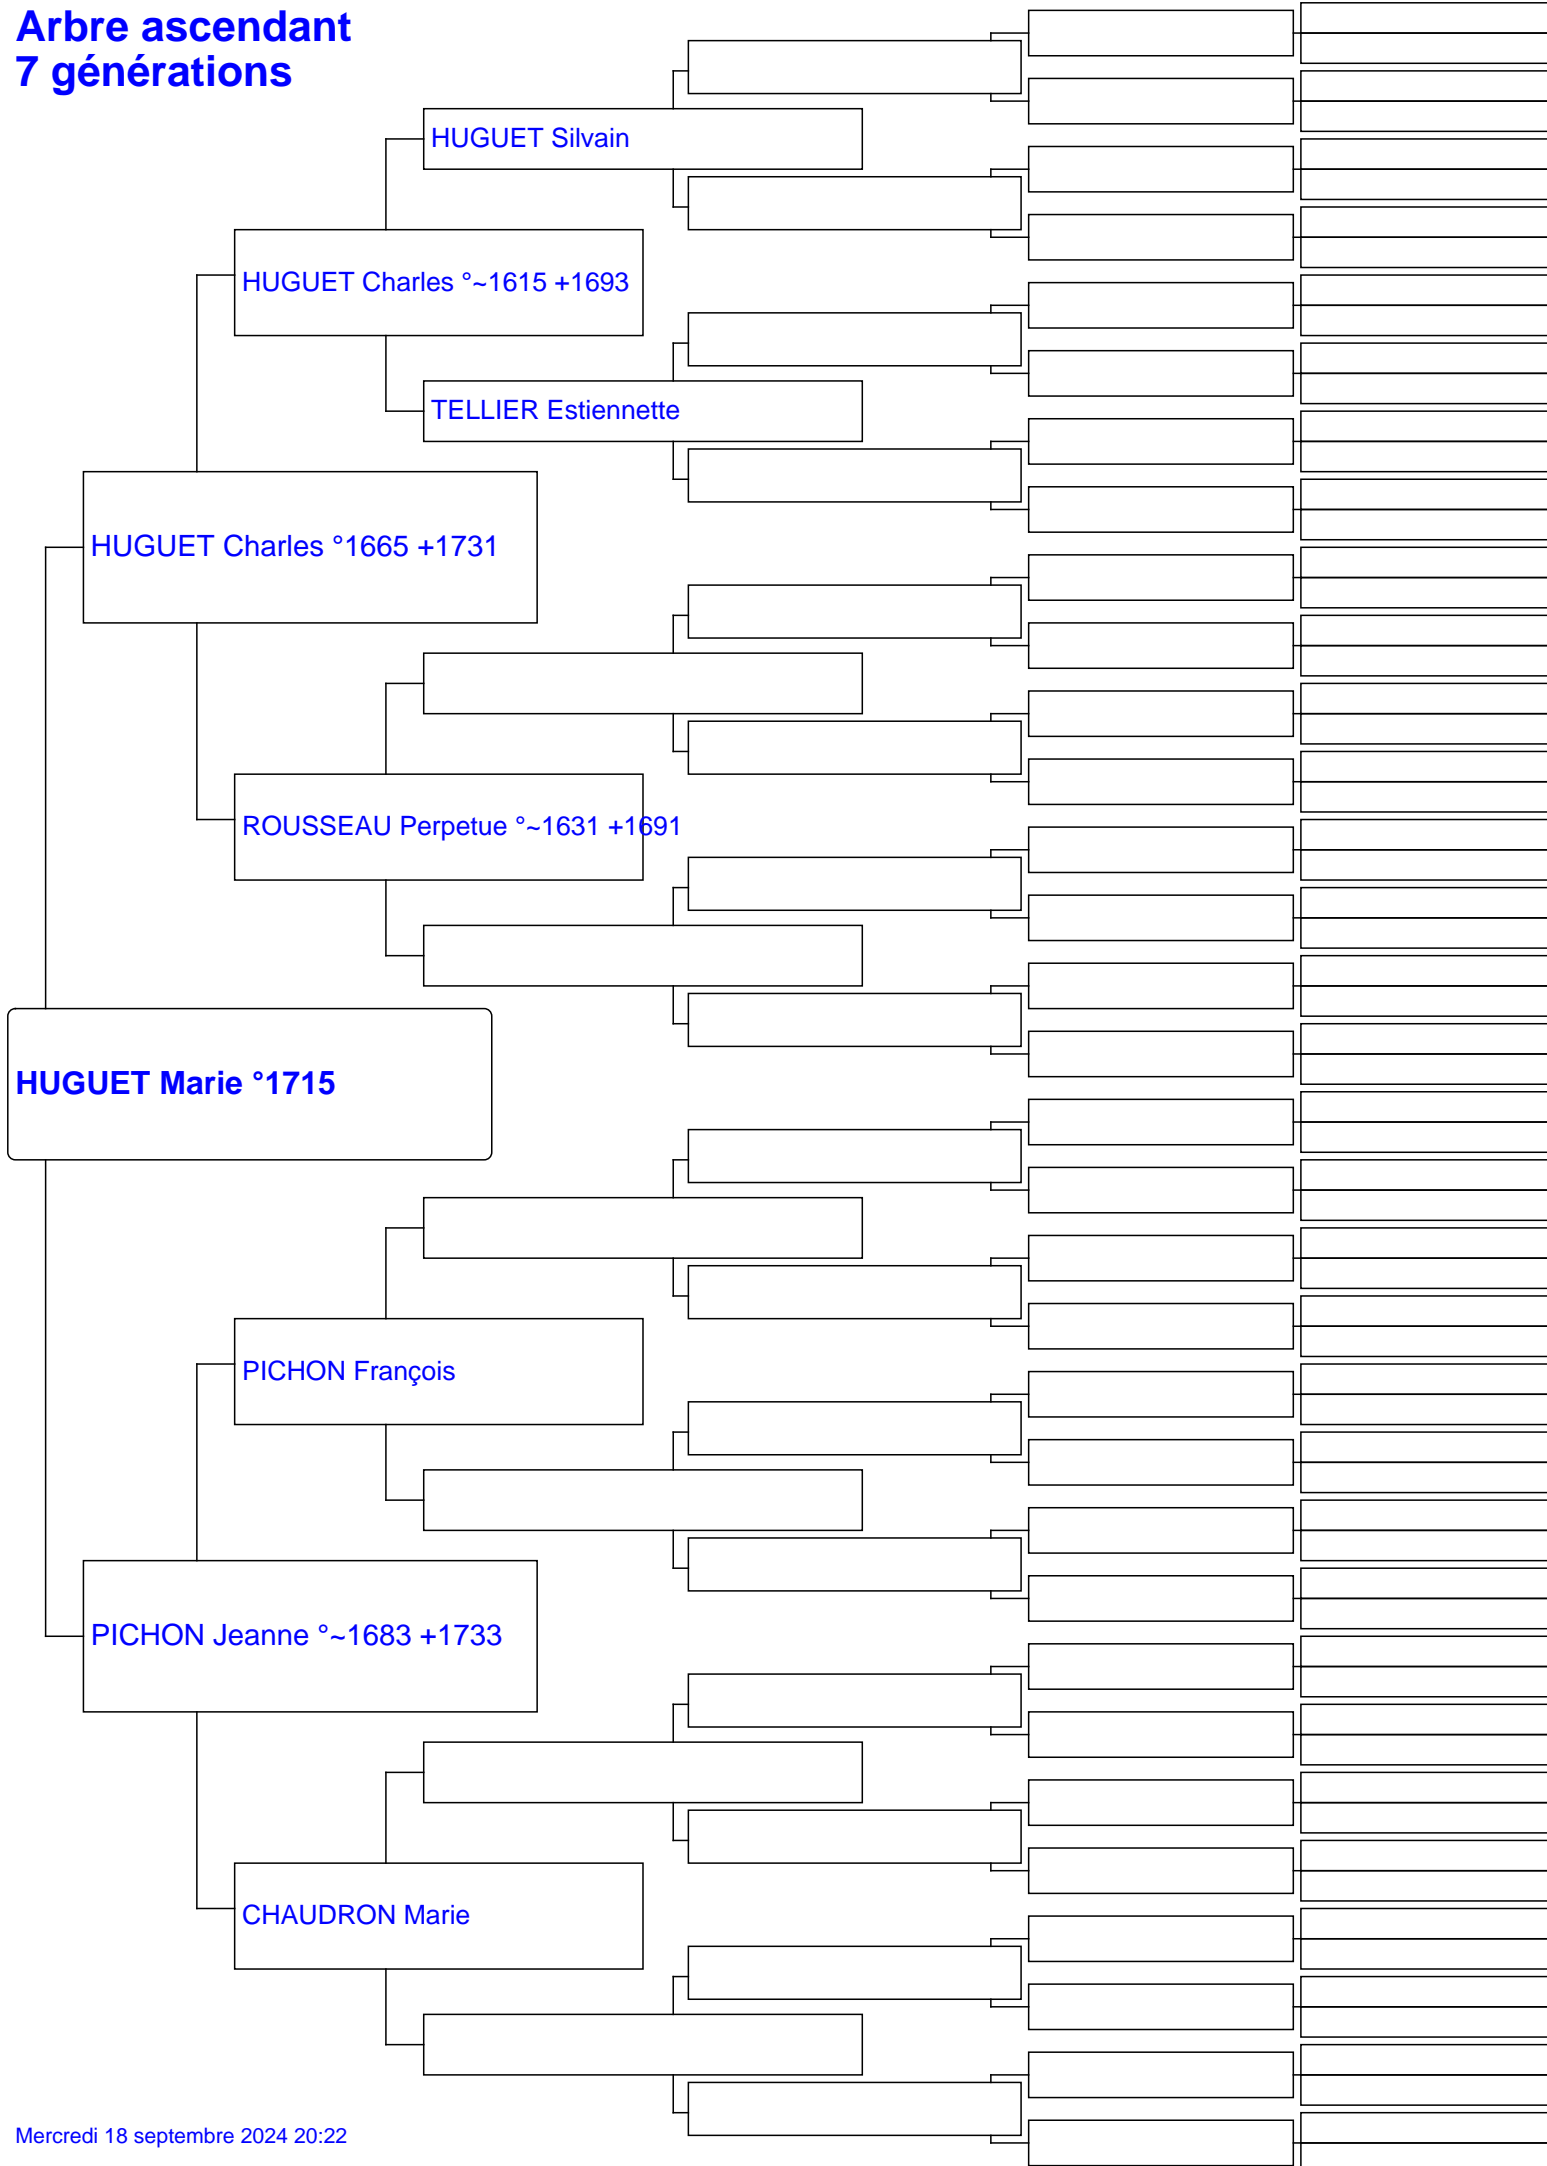 Arbre ascendant
7 générations
HUGUET Silvain
HUGUET Charles °~1615 +1693
TELLIER Estiennette
HUGUET Charles °1665 +1731
ROUSSEAU Perpetue °~1631 +1691
HUGUET Marie °1715
PICHON François
PICHON Jeanne °~1683 +1733
CHAUDRON Marie
Mercredi 18 septembre 2024 20:22